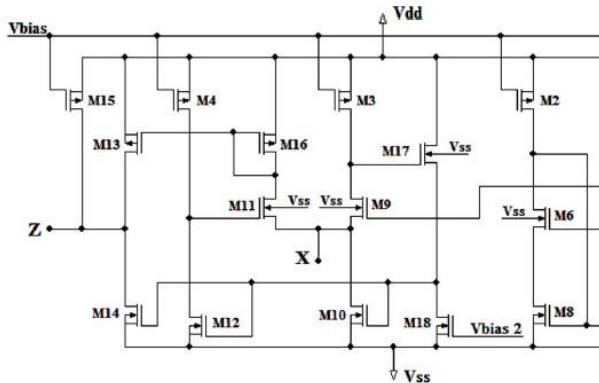 Vdd
Vbias
M15
M4
M3
M2
M13
M16
M17
Vss
M11
Vss
Vss
M9
Vss
M6
Z
X
M14
M12
M10
M18
Vbias 2
M8
Vss